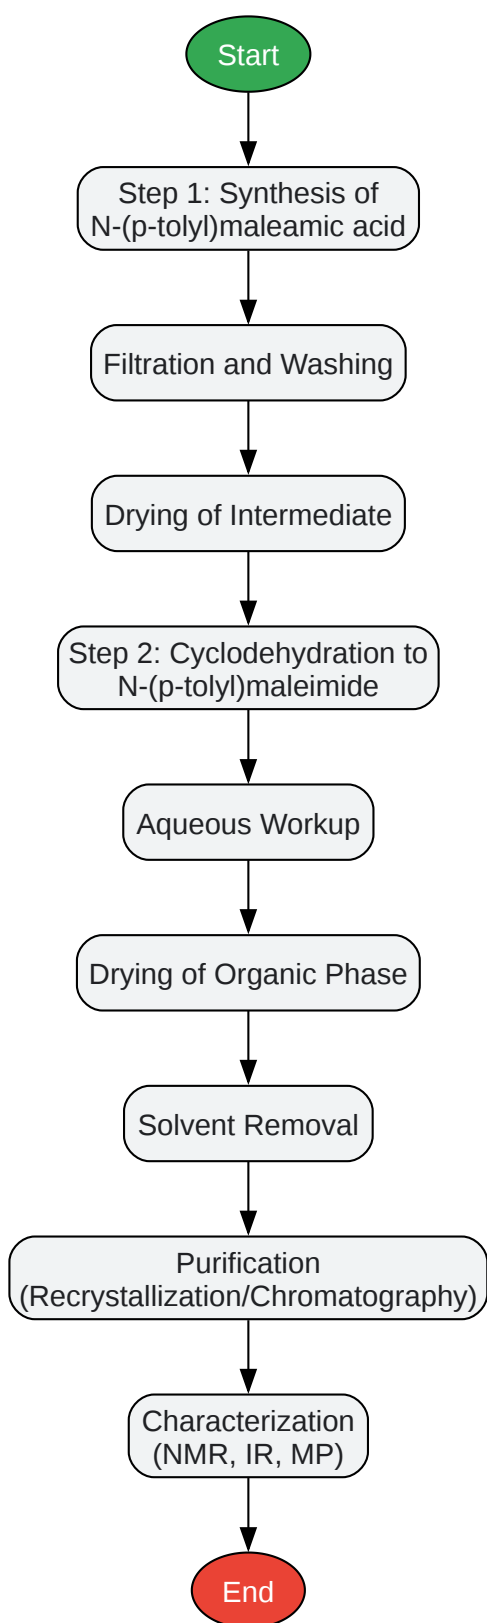 Start
Step 1: Synthesis of
N-(p-tolyl)maleamic acid
Filtration and Washing
Drying of Intermediate
Step 2: Cyclodehydration to
N-(p-tolyl)maleimide
Aqueous Workup
Drying of Organic Phase
Solvent Removal
Purification
(Recrystallization/Chromatography)
Characterization
(NMR, IR, MP)
End